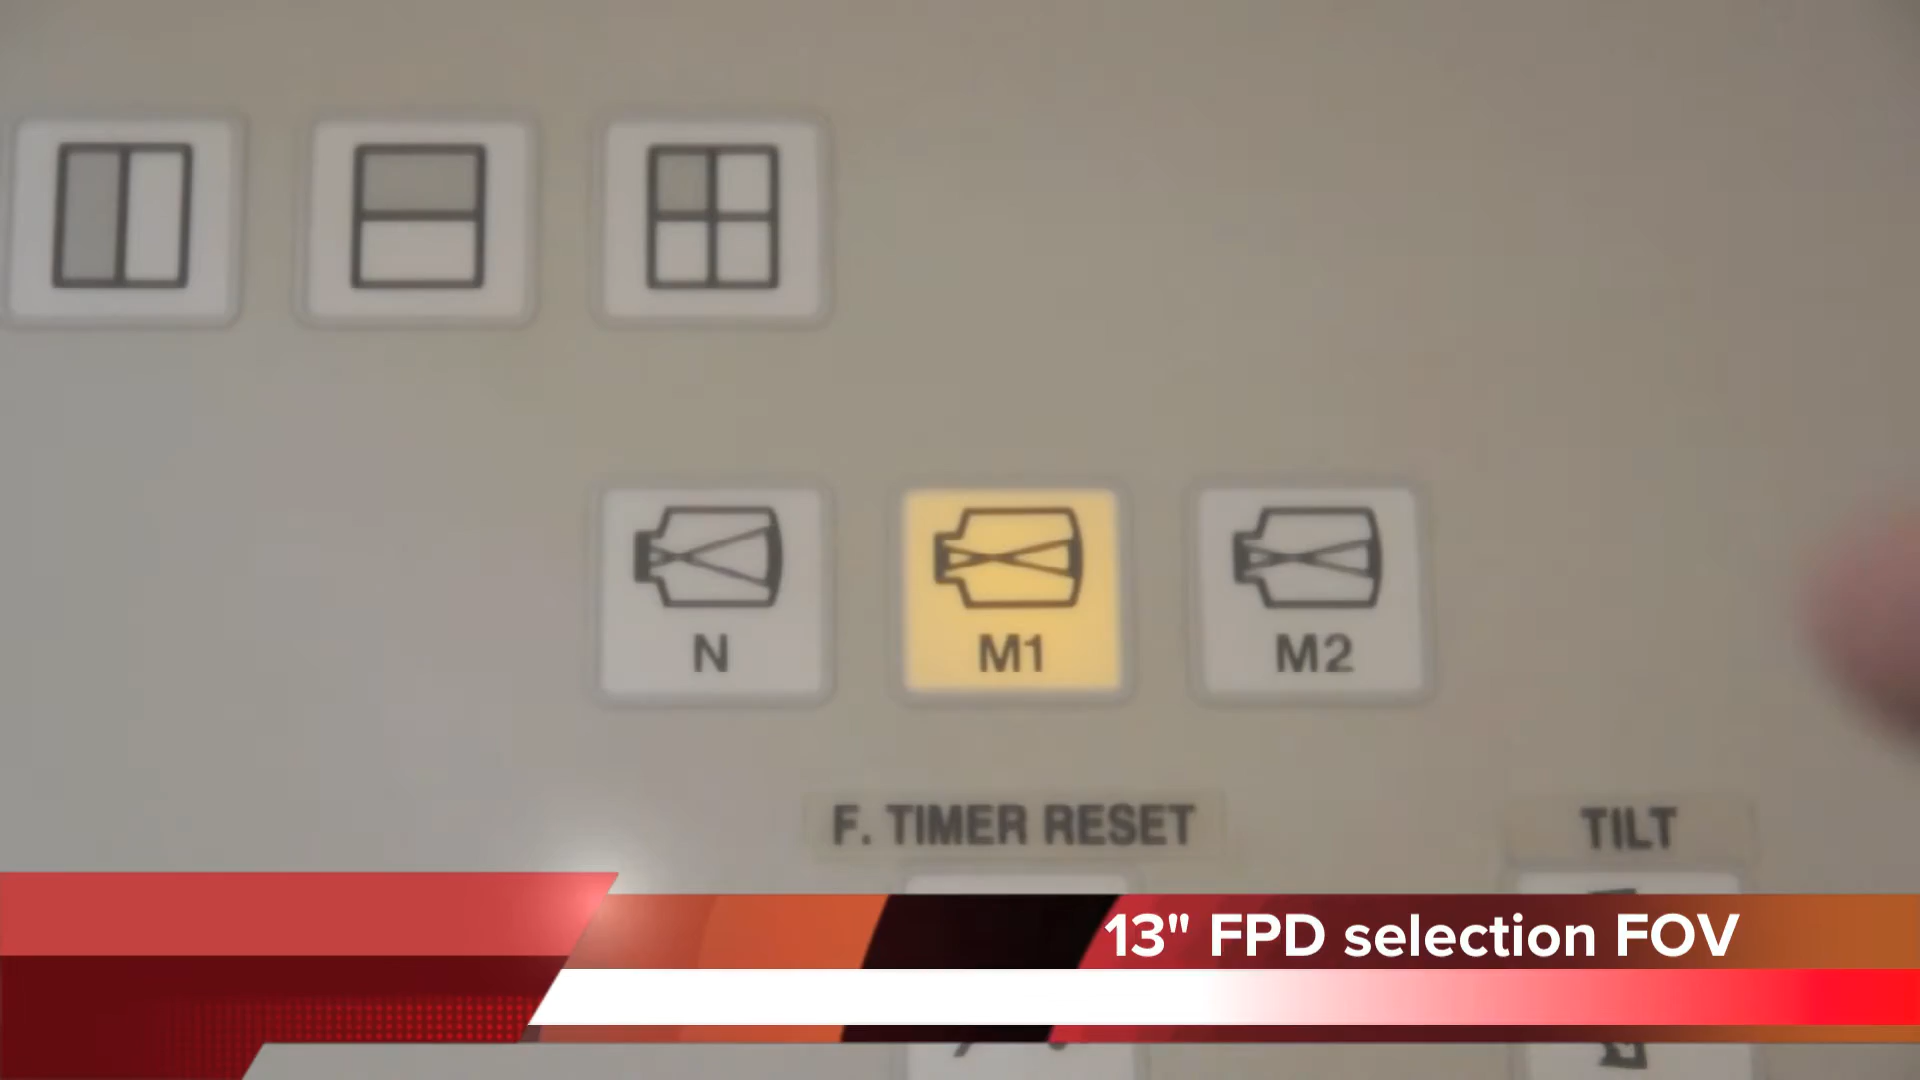 N
M1
M2
F. TIMER RESET
TILT
13" FPD selection FOV